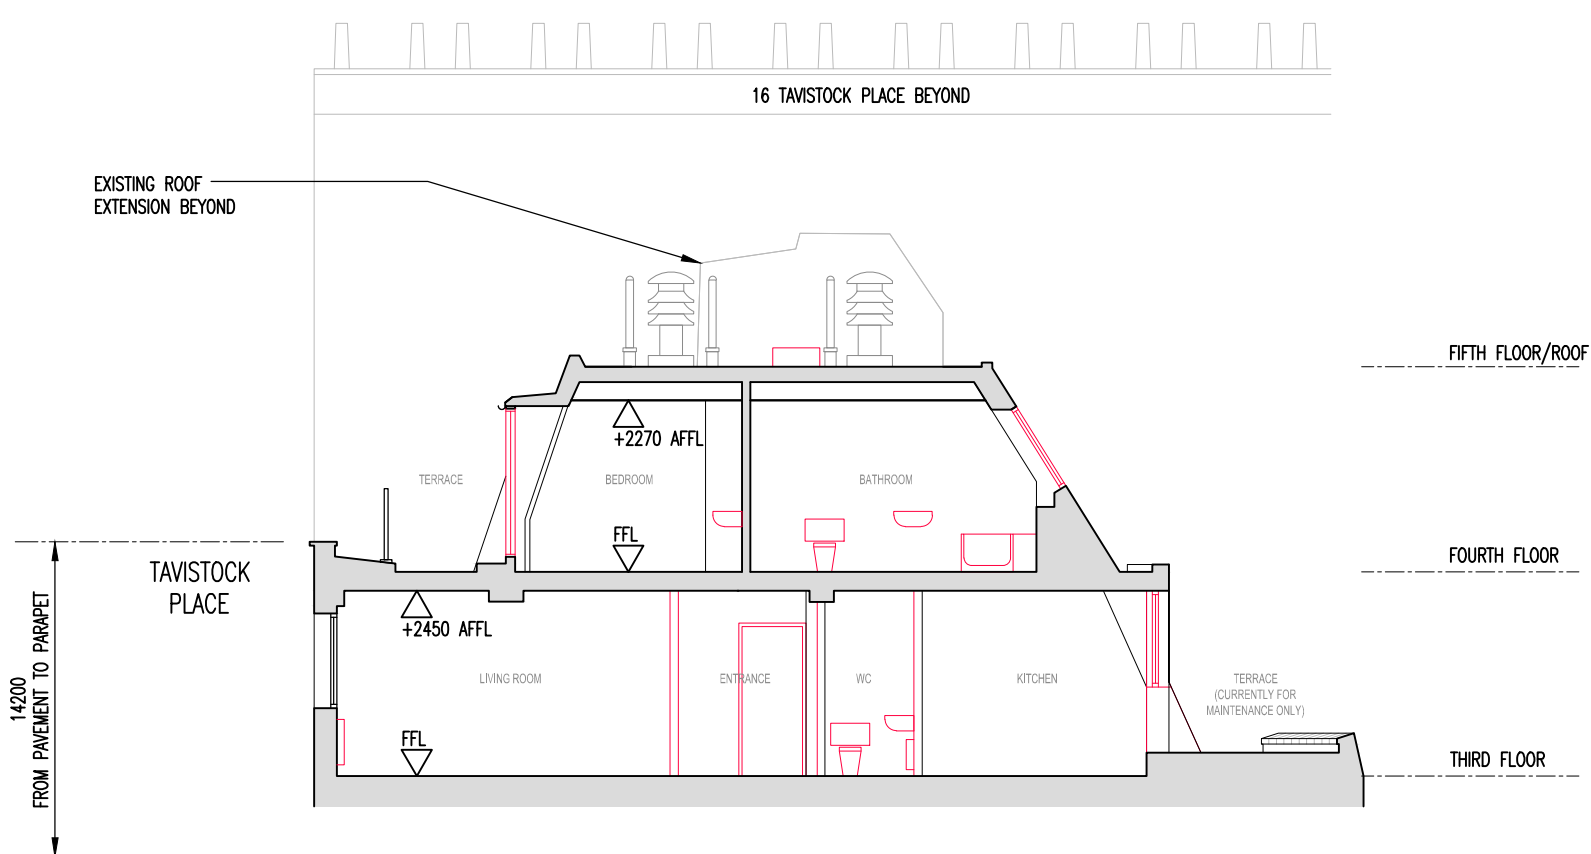 16 TAVISTOCK PLACE BEYOND
EXISTING ROOF
EXTENSION BEYOND
FIFTH FLOOR/ROOF
+2270 AFFL
TERRACE
BEDROOM
BATHROOM
FFL
FOURTH FLOOR
TAVISTOCK
PLACE
14200
FROM PAVEMENT TO PARAPET
+2450 AFFL
LIVING ROOM
ENTRANCE
WC
KITCHEN
TERRACE
(CURRENTLY FOR
MAINTENANCE ONLY)
FFL
THIRD FLOOR